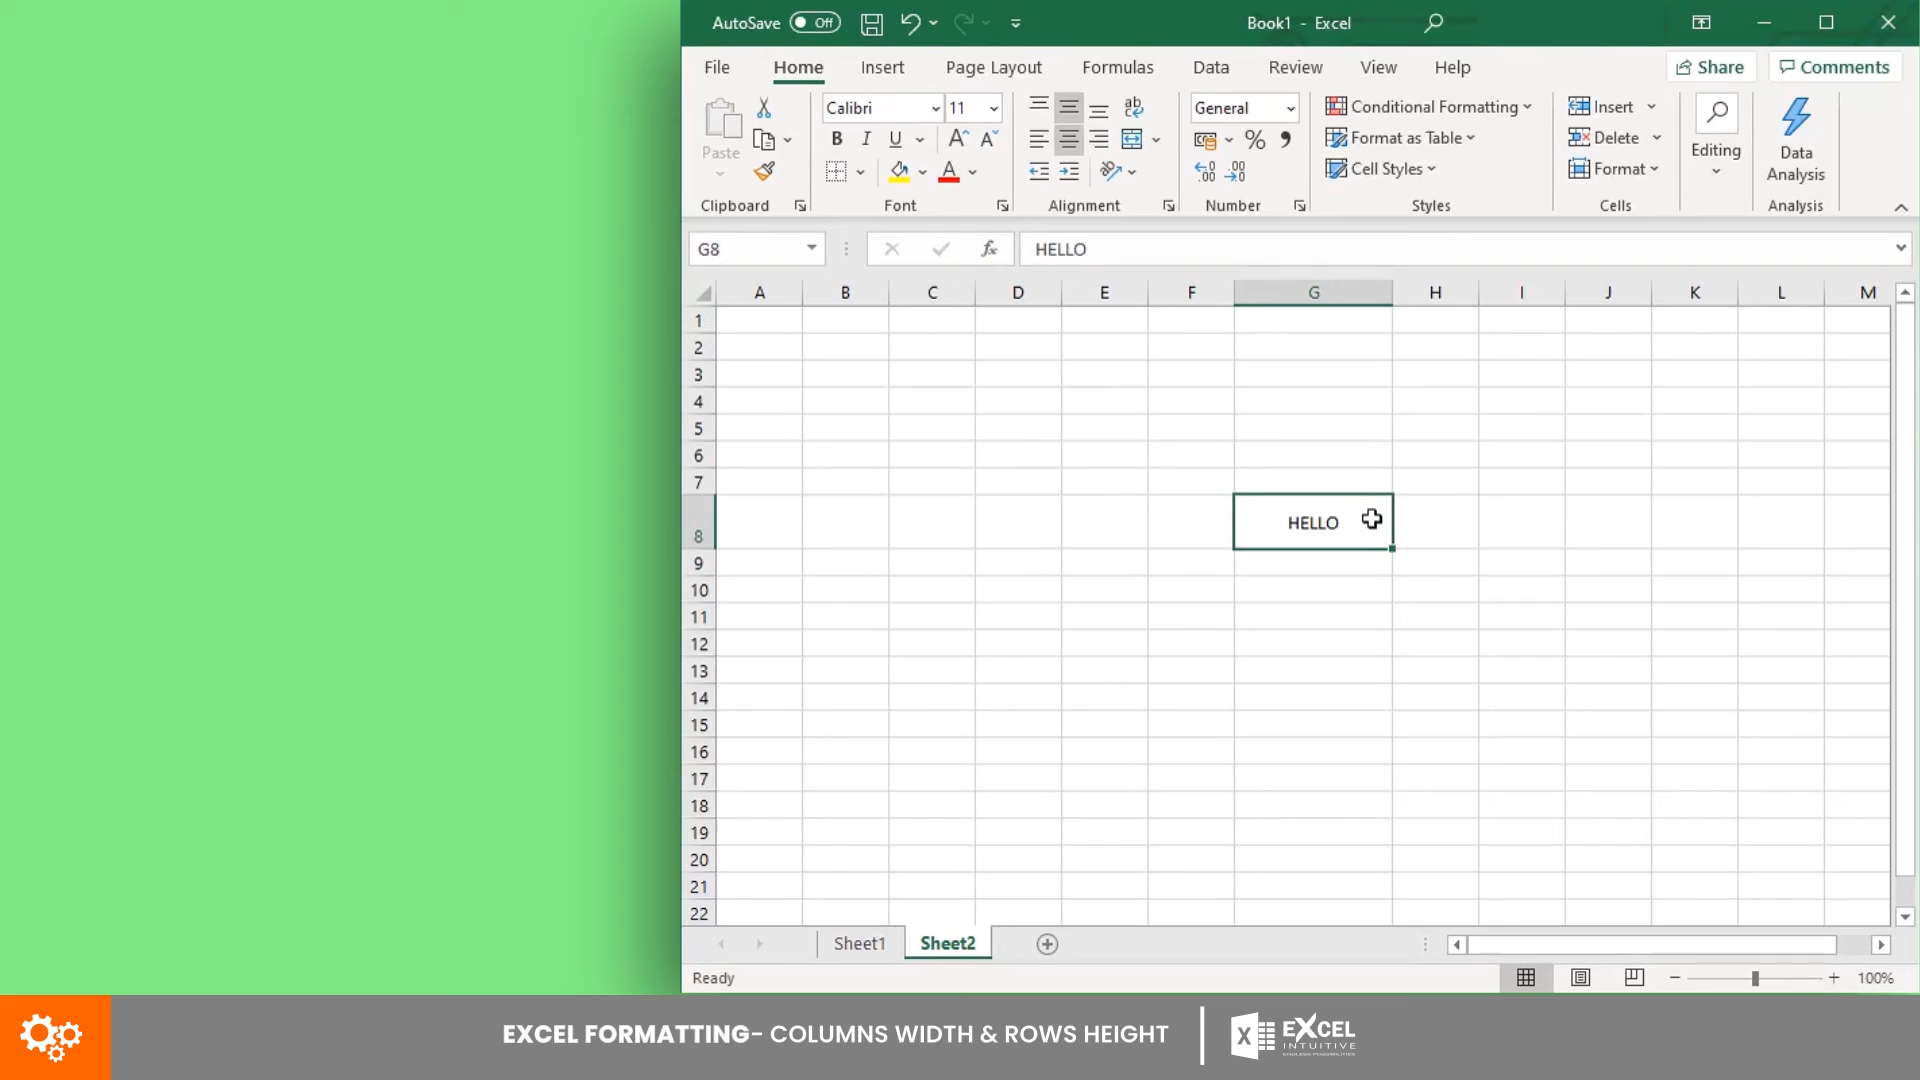 AutoSave Off Book1 - Excel
File Home Insert Page Layout Formulas Data Review View Help Share Comments
Paste
Clipboard
Calibri 11
B I U A A
A
Font
ab
Alignment
General
%
.00
.00
Number
Conditional Formatting
Format as Table
Cell Styles
Styles
Insert
Delete
Format
Cells
Editing
Data
Analysis
Analysis
G8 fx HELLO
A B C D E F G H I J K L M
1
2
3
4
5
6
7
8 HELLO
9
10
11
12
13
14
15
16
17
18
19
20
21
22
Sheet1 Sheet2
Ready 100%
EXCEL FORMATTING- COLUMNS WIDTH & ROWS HEIGHT
X EXCEL
INTUITIVE